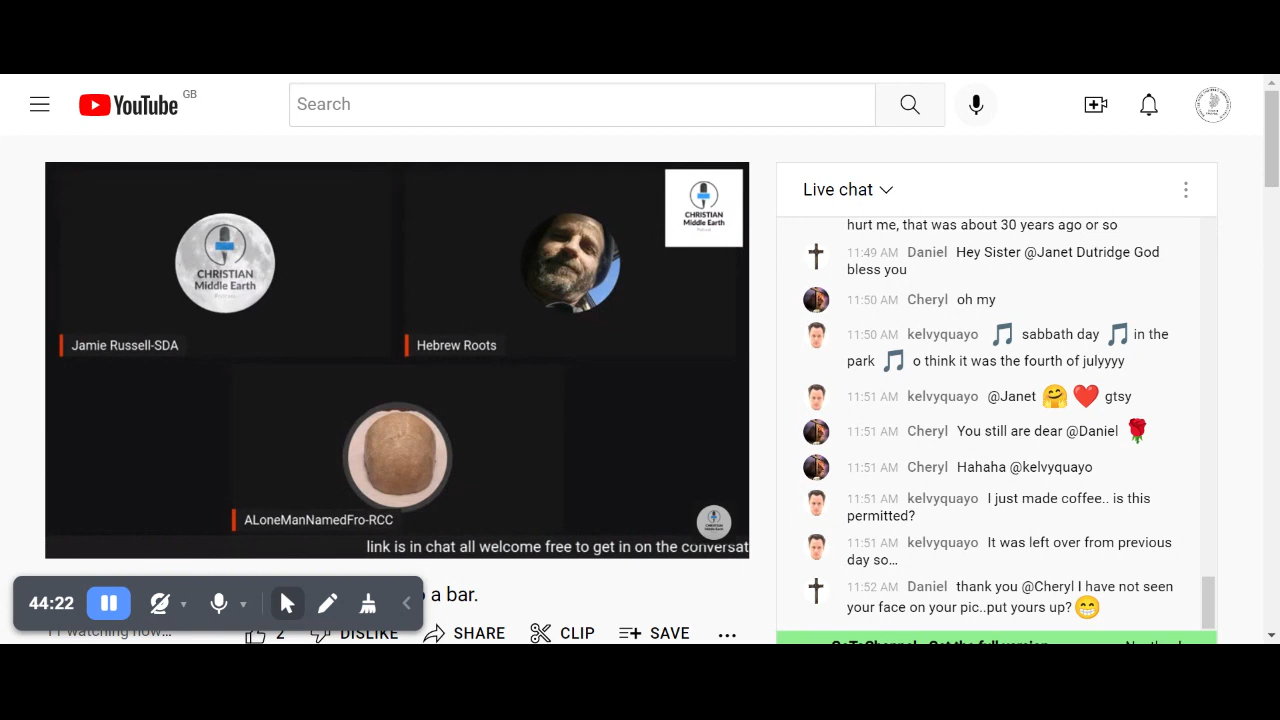 YouTube GB
Search
CHRISTIAN
Middle Earth
Podcast
CHRISTIAN
Middle Earth
Podcast
Jamie Russell-SDA
Hebrew Roots
ALoneManNamedFro-RCC
link is in chat all welcome free to get in on the conversat
44:22
a bar.
watching now...
2
DISLIKE
SHARE
CLIP
SAVE
Live chat
hurt me, that was about 30 years ago or so
11:49 AM Daniel Hey Sister @Janet Dutridge God
bless you
11:50 AM Cheryl oh my
11:50 AM kelvyquayo 🎵 sabbath day 🎵 in the
park 🎵 o think it was the fourth of julyyyy
11:51 AM kelvyquayo @Janet 🤗 ❤️ gtsy
11:51 AM Cheryl You still are dear @Daniel 🌹
11:51 AM Cheryl Hahaha @kelvyquayo
11:51 AM kelvyquayo I just made coffee.. is this
permitted?
11:51 AM kelvyquayo It was left over from previous
day so...
11:52 AM Daniel thank you @Cheryl I have not seen
your face on your pic..put yours up? 😁